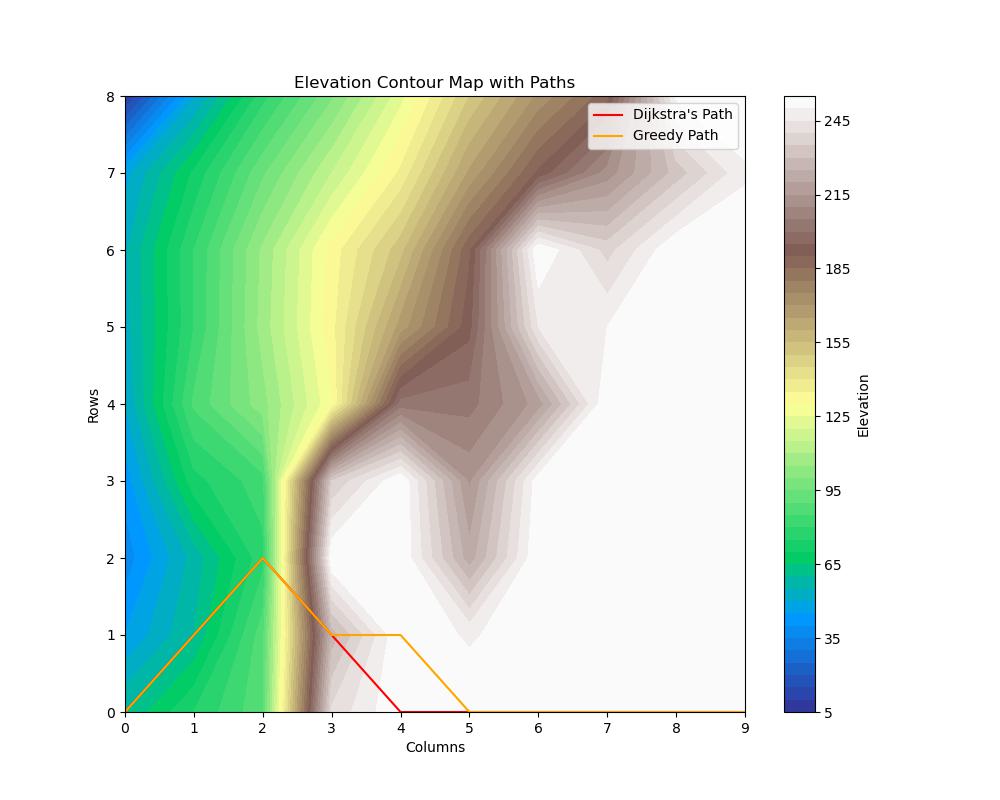 Elevation Contour Map with Paths
Dijkstra's Path
Greedy Path
Rows
8
7
6
5
4
3
2
1
0
0 1 2 3 4 5 6 7 8 9
Columns
245
215
185
155
125
95
65
35
5
Elevation